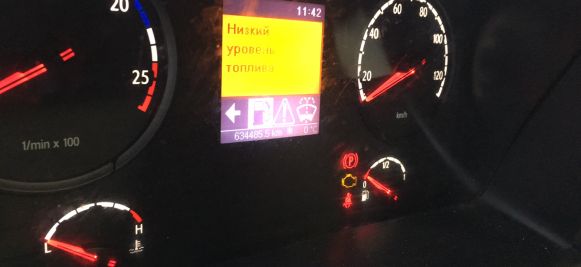 20
25
1/min x 100
11:42
Низкий
уровень
топлива
634485.5 km * 0 °C
20
40
60
80
100
120
km/h
L
H
P
0
1/2
1